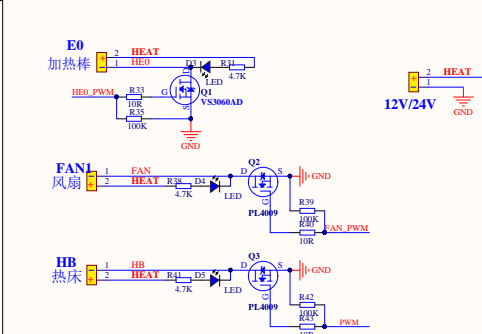 E0
加热棒
2 HEAT
1 HE0
D3
LED
R31
4.7K
HE0_PWM
R33
10R
R35
100K
G
D
S
Q1
VS3060AD
GND
2 HEAT
1
12V/24V
GND
FAN1
风扇
1 FAN
2 HEAT
R38
4.7K
D4
LED
Q2
D
S
G
PL4009
GND
R39
100K
R40
10R
FAN_PWM
HB
热床
1 HB
2 HEAT
R41
4.7K
D5
LED
Q3
D
S
G
PL4009
GND
R42
100K
R43
10R
PWM